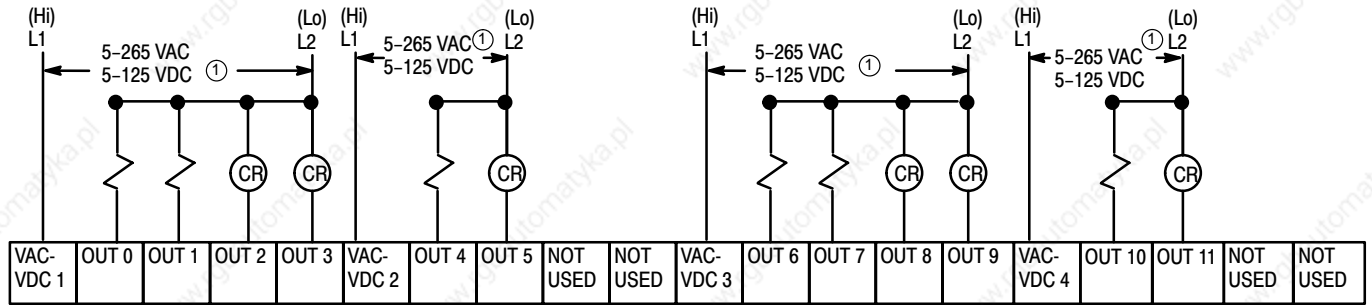 (Hi)
L1
(Lo)
L2
5-265 VAC
5-125 VDC ①
(Hi)
L1
(Lo)
L2
5-265 VAC ①
5-125 VDC
(Hi)
L1
(Lo)
L2
5-265 VAC
5-125 VDC ①
(Hi)
L1
(Lo)
L2
5-265 VAC ①
5-125 VDC
CR
CR
CR
CR
CR
CR
VAC-
VDC 1
OUT 0
OUT 1
OUT 2
OUT 3
VAC-
VDC 2
OUT 4
OUT 5
NOT
USED
NOT
USED
VAC-
VDC 3
OUT 6
OUT 7
OUT 8
OUT 9
VAC-
VDC 4
OUT 10
OUT 11
NOT
USED
NOT
USED